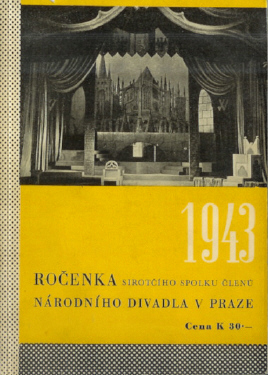 1943
ROČENKA SIROTČÍHO SPOLKU ČLENŮ
NÁRODNÍHO DIVADLA V PRAZE
Cena K 30·—